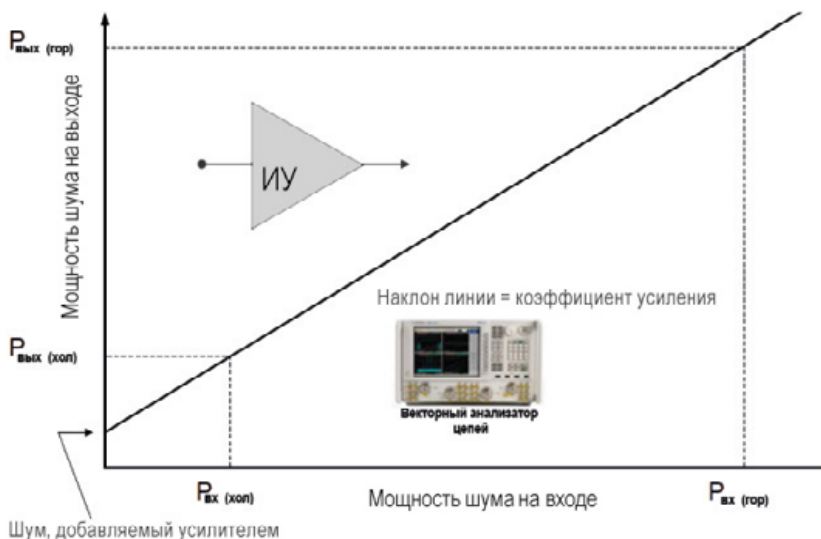 Pвых (гор)
Мощность шума на выходе
ИУ
Наклон линии = коэффициент усиления
Pвых (хол)
Векторный анализатор
цепей
Pвх (хол)
Мощность шума на входе
Pвх (гор)
Шум, добавляемый усилителем